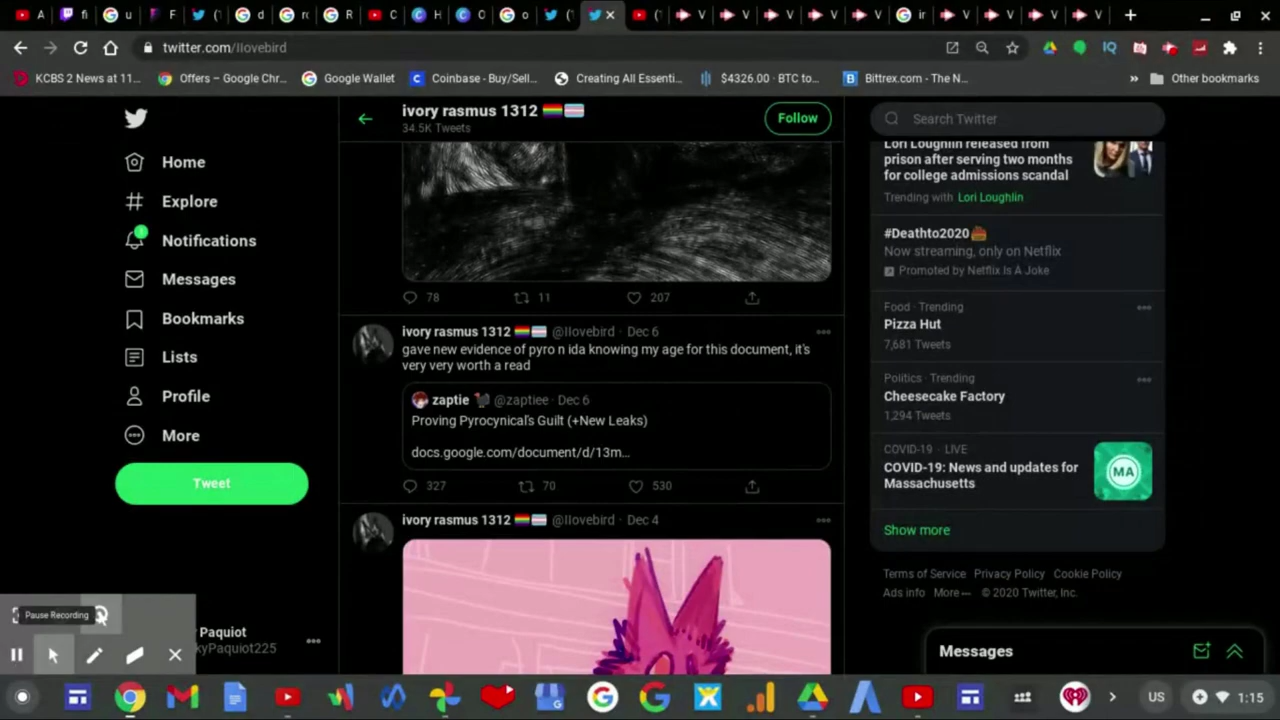 A
fi
u
F
(
d
r
R
C
H
C
o
(
(
V
V
V
V
V
ir
V
V
V
V
twitter.com/IIovebird
KCBS 2 News at 11...
Offers – Google Chr...
Google Wallet
Coinbase - Buy/Sell...
Creating All Essenti...
$4326.00 · BTC to...
Bittrex.com - The N...
Other bookmarks
Home
Explore
Notifications
Messages
Bookmarks
Lists
Profile
More
Tweet
Paquiot
kyPaquiot225
Pause Recording
ivory rasmus 1312
34.5K Tweets
Follow
78
11
207
ivory rasmus 1312 @IIovebird · Dec 6
gave new evidence of pyro n ida knowing my age for this document, it's
very very worth a read
zaptie @zaptiee · Dec 6
Proving Pyrocynical's Guilt (+New Leaks)
docs.google.com/document/d/13m...
327
70
530
ivory rasmus 1312 @IIovebird · Dec 4
Search Twitter
Lori Loughlin released from
prison after serving two months
for college admissions scandal
Trending with Lori Loughlin
#Deathto2020
Now streaming, only on Netflix
Promoted by Netflix Is A Joke
Food · Trending
Pizza Hut
7,681 Tweets
Politics · Trending
Cheesecake Factory
1,294 Tweets
COVID-19 · LIVE
COVID-19: News and updates for
Massachusetts
MA
Show more
Terms of Service Privacy Policy Cookie Policy
Ads info More © 2020 Twitter, Inc.
Messages
US
1:15